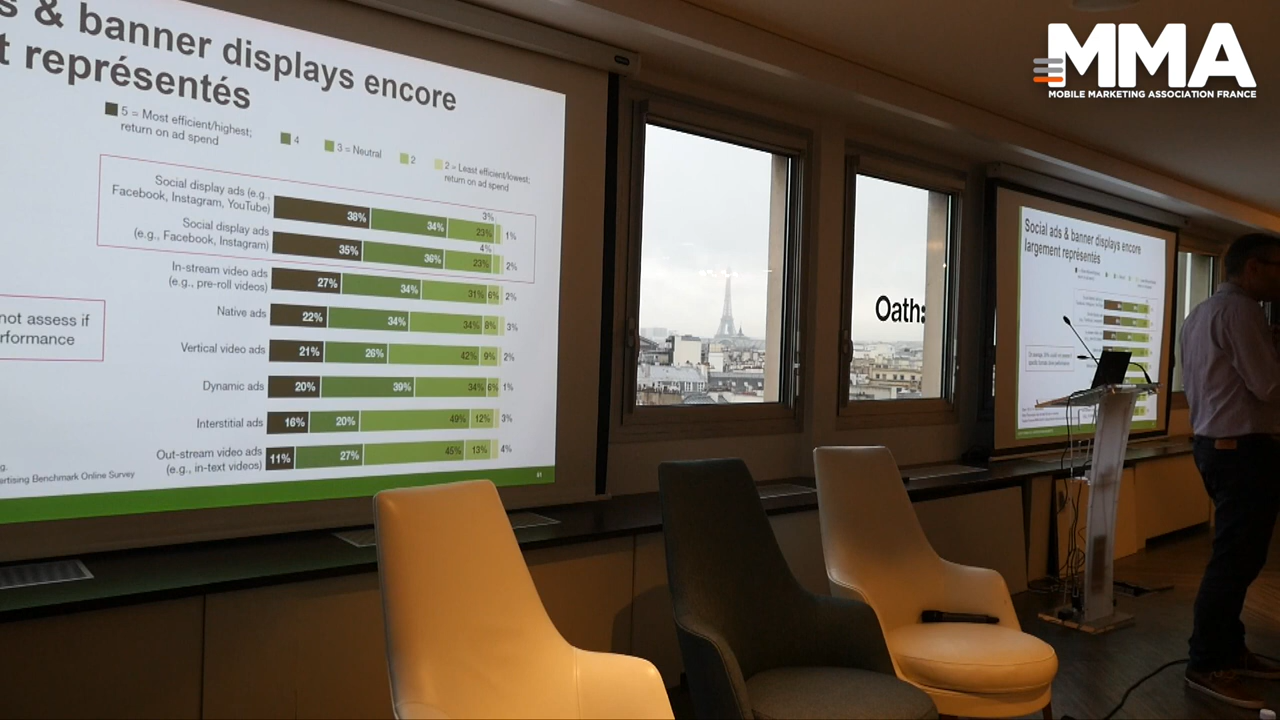 MMA
MOBILE MARKETING ASSOCIATION FRANCE
s & banner displays encore
t représentés
5 = Most efficient/highest;
return on ad spend
4
3 = Neutral
2
2 = Least efficient/lowest;
return on ad spend
Social display ads (e.g.,
Facebook, Instagram, YouTube)
38% 34% 23% 3% 1%
Social display ads
(e.g., Facebook, Instagram)
35% 36% 23% 4% 2%
In-stream video ads
(e.g., pre-roll videos)
27% 34% 31% 6% 2%
Native ads
22% 34% 34% 8% 3%
Vertical video ads
21% 26% 42% 9% 2%
Dynamic ads
20% 39% 34% 6% 1%
Interstitial ads
16% 20% 49% 12% 3%
Out-stream video ads
(e.g., in-text videos)
11% 27% 45% 13% 4%
not assess if
rformance
g.
ertising Benchmark Online Survey
Oath:
Social ads & banner displays encore
largement représentés